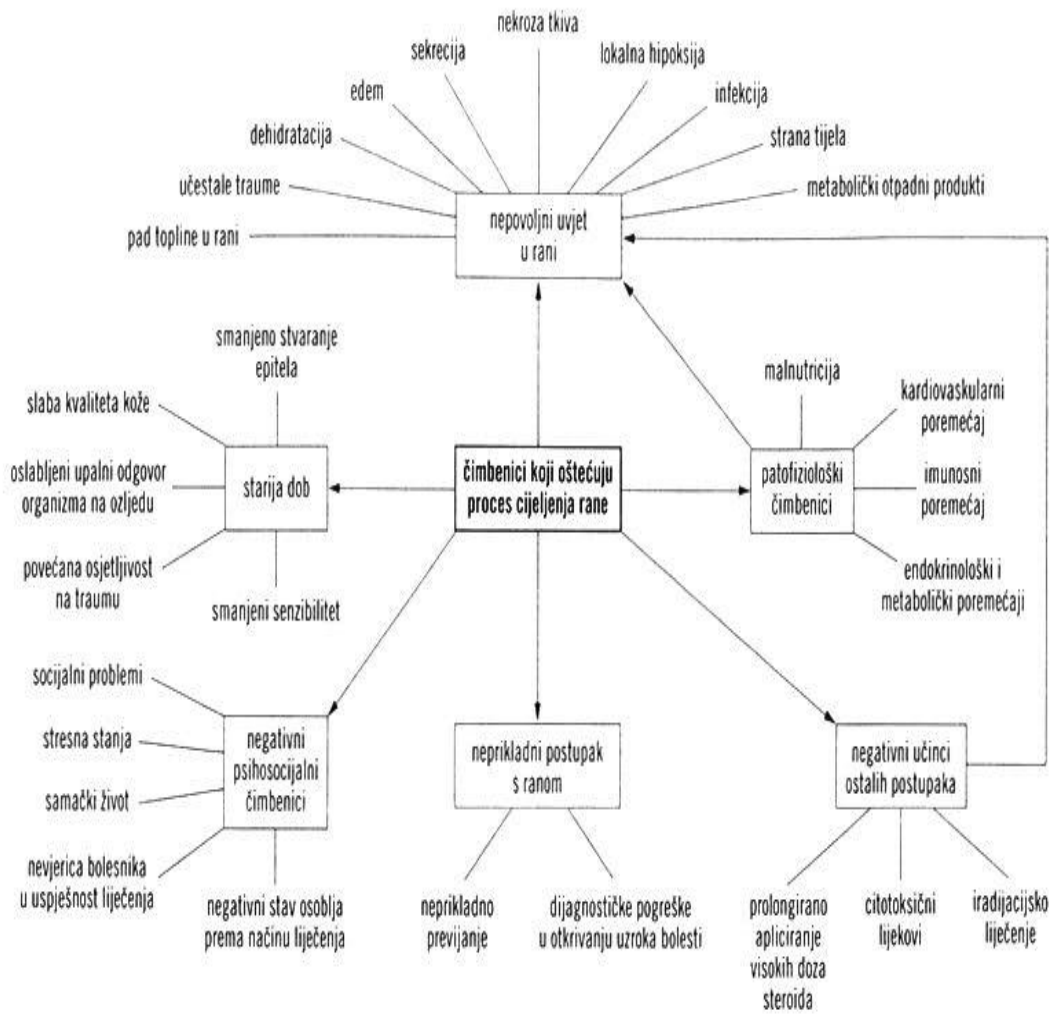 nekroza tkiva
sekrecija
lokalna hipoksija
edem
infekcija
dehidratacija
strana tijela
učestale traume
metabolički otpadni produkti
pad topline u rani
nepovoljni uvjet
u rani
smanjeno stvaranje
epitela
slaba kvaliteta kože
oslabljeni upalni odgovor
organizma na ozljedu
povećana osjetljivost
na traumu
smanjeni senzibilitet
starija dob
čimbenici koji oštećuju
proces cijeljenja rane
malnutricija
kardiovaskularni
poremećaj
patofiziološki
čimbenici
imunosni
poremećaj
endokrinološki i
metabolički poremećaji
socijalni problemi
stresna stanja
samački život
nevjerica bolesnika
u uspješnost liječenja
negativni
psihosocijalni
čimbenici
negativni stav osoblja
prema načinu liječenja
neprikladni postupak
s ranom
neprikladno
previjanje
dijagnostičke pogreške
u otkrivanju uzroka bolesti
negativni učinci
ostalih postupaka
prolongirano
apliciranje
visokih doza
steroida
citotoksični
lijekovi
iradijacijsko
liječenje